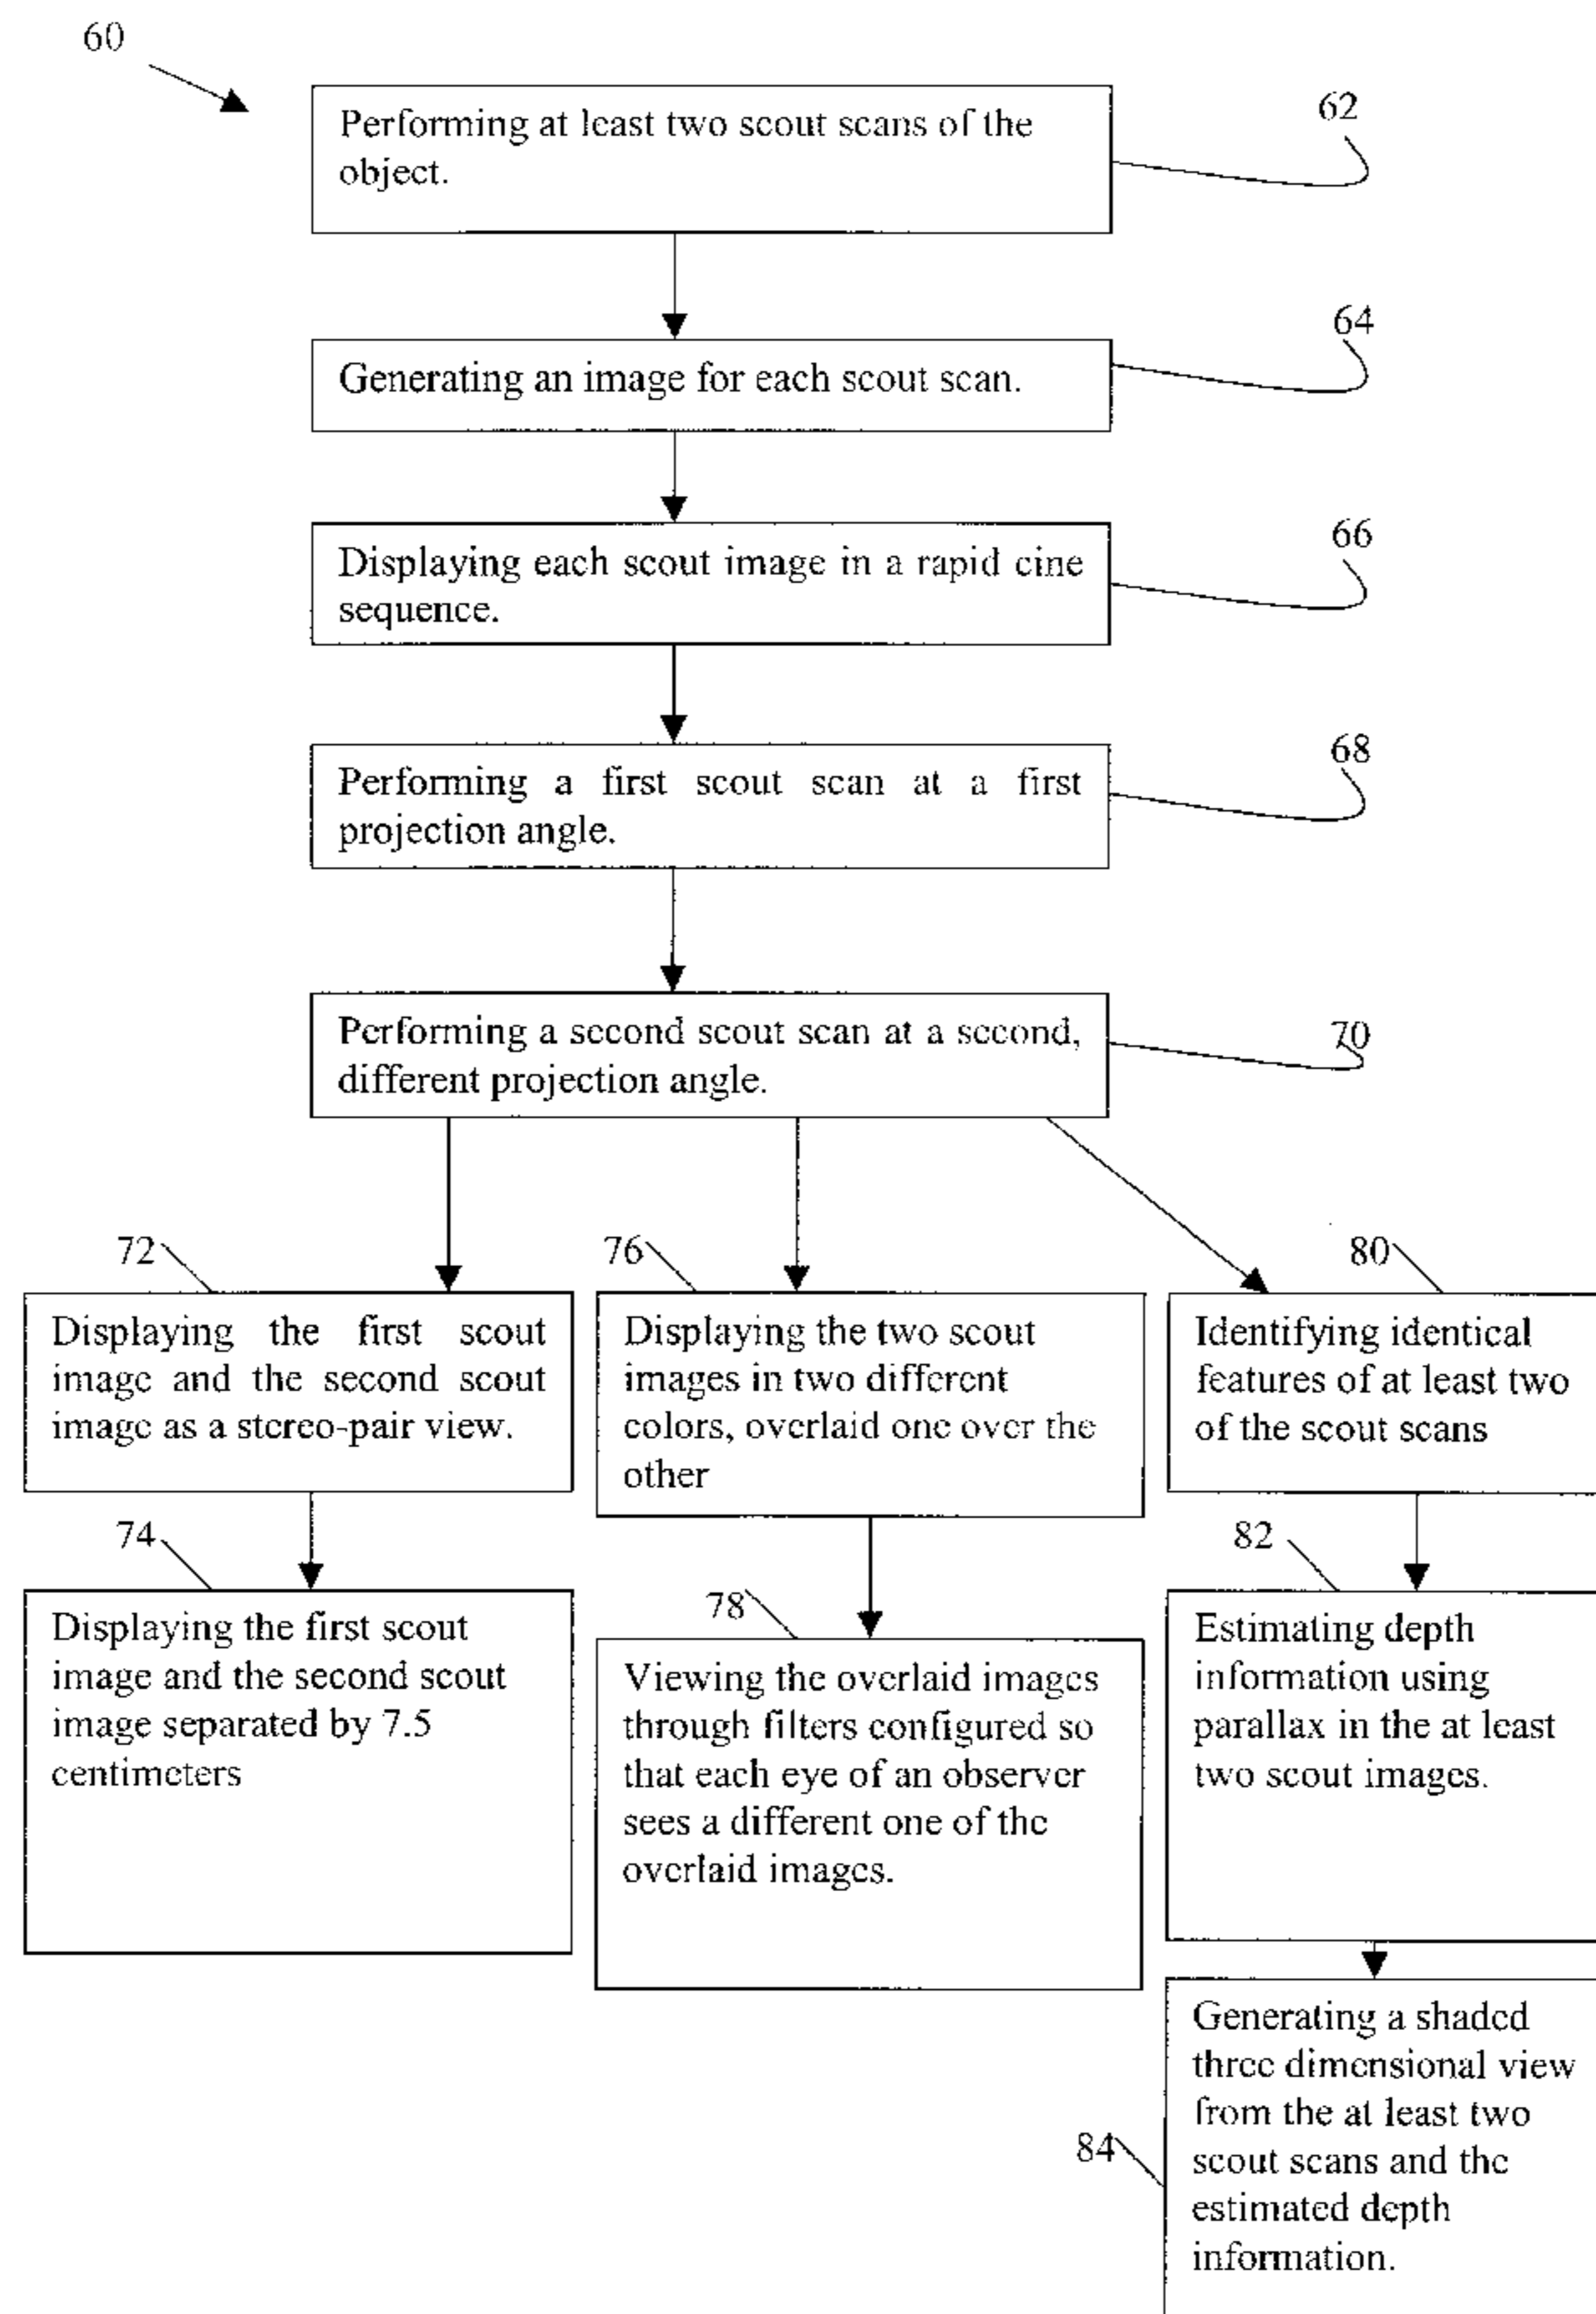 60
Performing at least two scout scans of the
object.
62
Generating an image for each scout scan.
64
Displaying each scout image in a rapid cine
sequence.
66
Performing a first scout scan at a first
projection angle.
68
Performing a second scout scan at a second,
different projection angle.
70
72
Displaying the first scout
image and the second scout
image as a stereo-pair view.
74
Displaying the first scout
image and the second scout
image separated by 7.5
centimeters
76
Displaying the two scout
images in two different
colors, overlaid one over the
other
78
Viewing the overlaid images
through filters configured so
that each eye of an observer
sees a different one of the
overlaid images.
80
Identifying identical
features of at least two
of the scout scans
82
Estimating depth
information using
parallax in the at least
two scout images.
84
Generating a shaded
three dimensional view
from the at least two
scout scans and the
estimated depth
information.